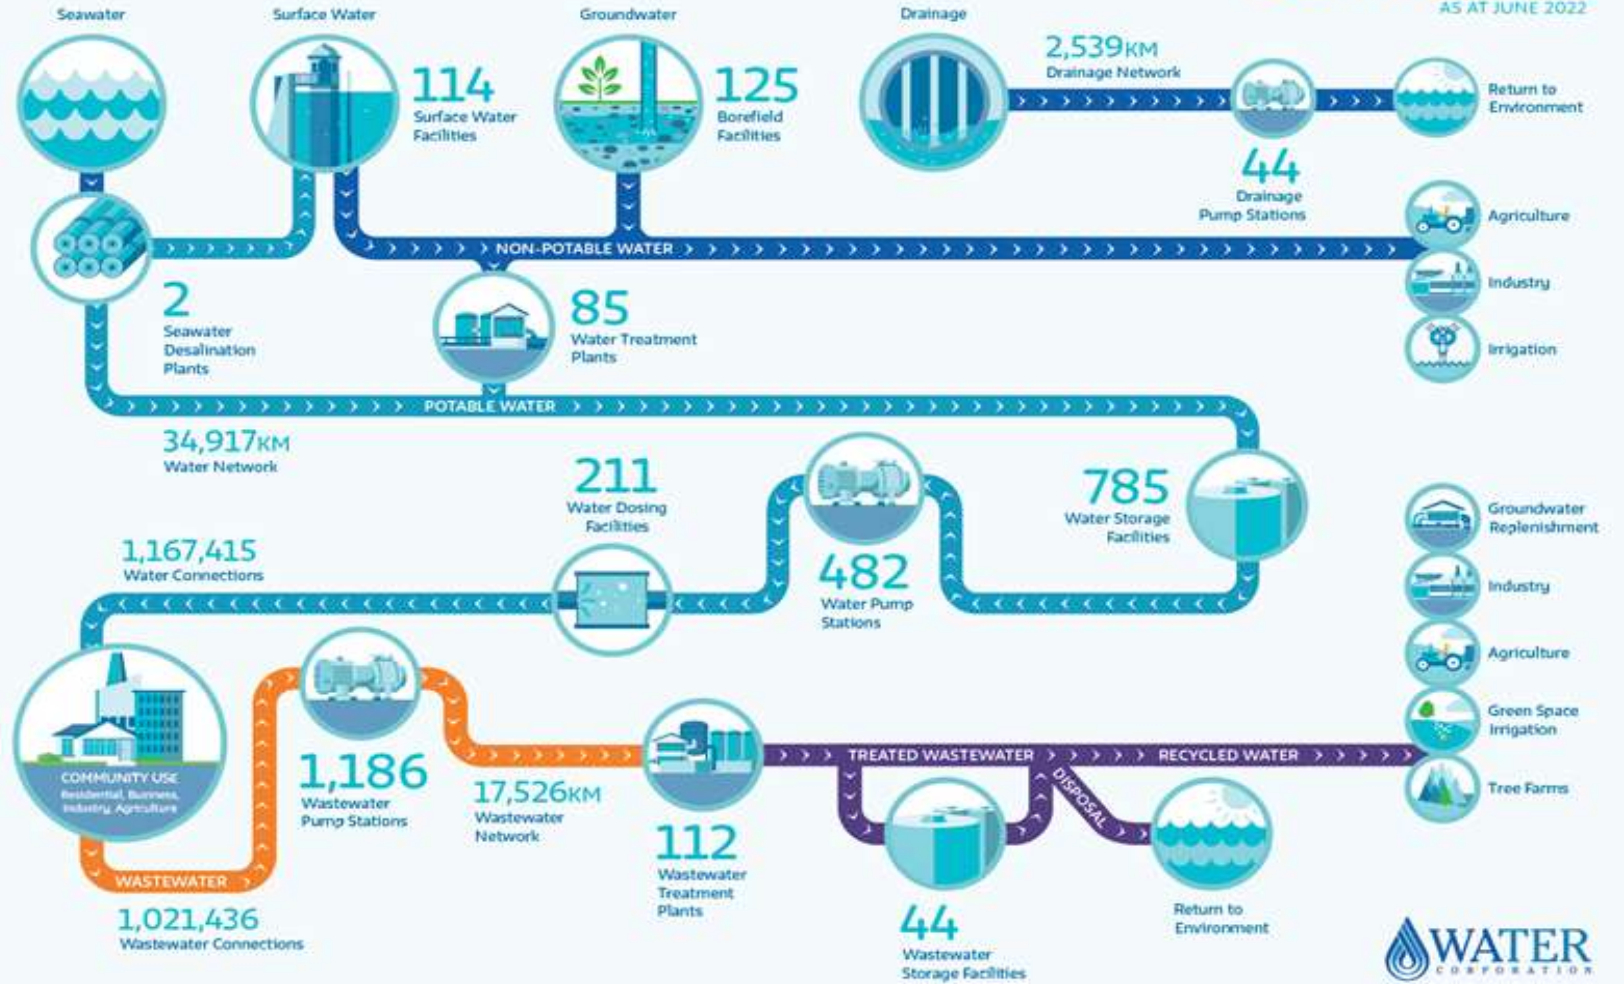 Seawater
Surface Water
Groundwater
Drainage
AS AT JUNE 2022
114
Surface Water
Facilities
125
Borefield
Facilities
2,539KM
Drainage Network
Return to
Environment
44
Drainage
Pump Stations
Agriculture
NON-POTABLE WATER
Industry
2
Seawater
Desalination
Plants
85
Water Treatment
Plants
Irrigation
POTABLE WATER
34,917KM
Water Network
211
Water Dosing
Facilities
785
Water Storage
Facilities
Groundwater
Replenishment
1,167,415
Water Connections
482
Water Pump
Stations
Industry
Agriculture
COMMUNITY USE
Residential, Business,
Industry, Agriculture
1,186
Wastewater
Pump Stations
17,526KM
Wastewater
Network
112
Wastewater
Treatment
Plants
TREATED WASTEWATER
RECYCLED WATER
Green Space
Irrigation
DISPOSAL
Tree Farms
WASTEWATER
1,021,436
Wastewater Connections
44
Wastewater
Storage Facilities
Return to
Environment
WATER
CORPORATION